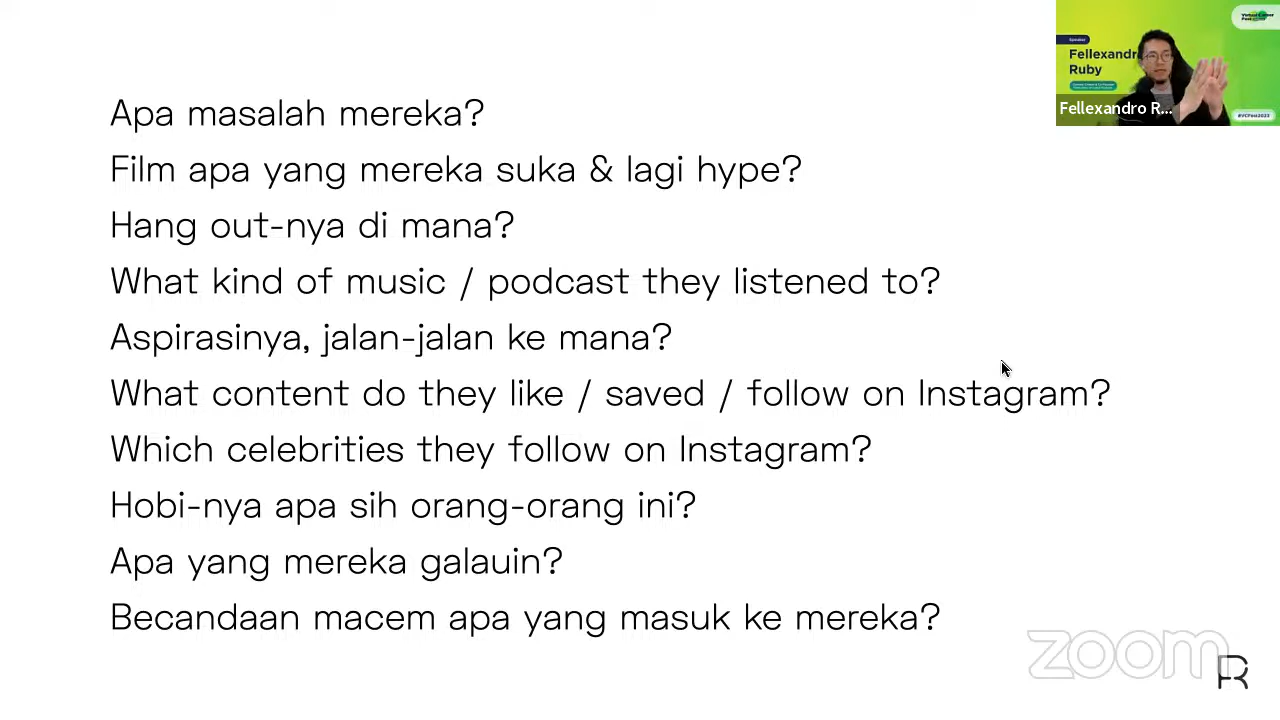 Apa masalah mereka?
Film apa yang mereka suka & lagi hype?
Hang out-nya di mana?
What kind of music / podcast they listened to?
Aspirasinya, jalan-jalan ke mana?
What content do they like / saved / follow on Instagram?
Which celebrities they follow on Instagram?
Hobi-nya apa sih orang-orang ini?
Apa yang mereka galauin?
Becandaan macem apa yang masuk ke mereka?
Speaker
Fellexandr
Ruby
Fellexandro R...
#VCFest2023
zoom